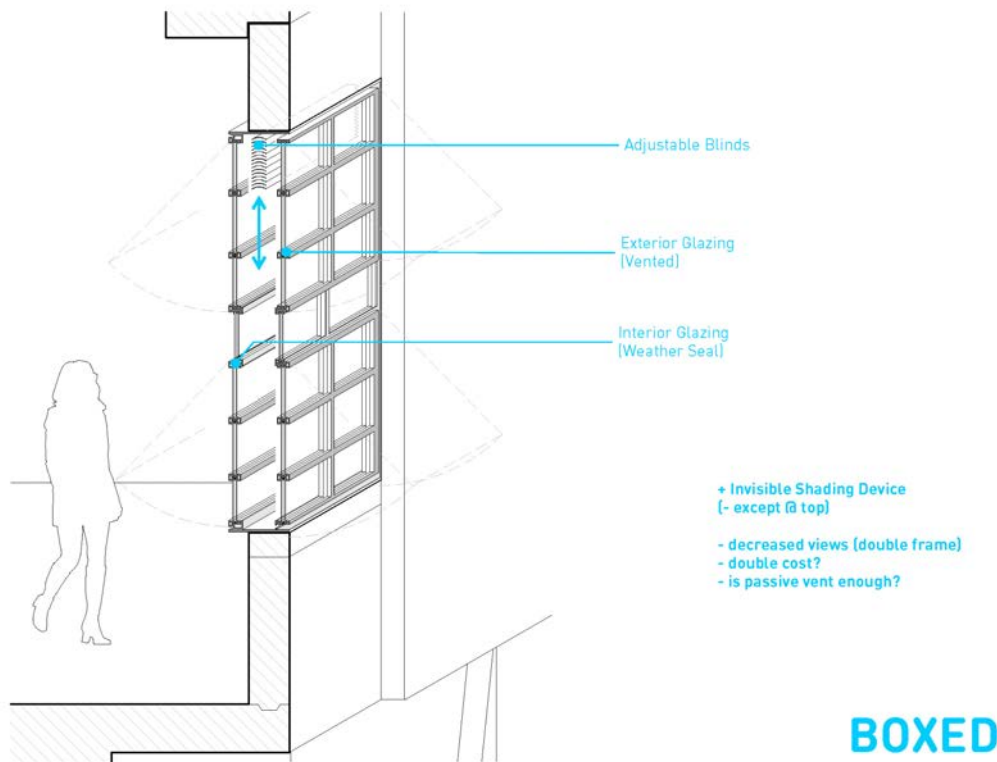 Adjustable Blinds
Exterior Glazing
(Vented)
Interior Glazing
(Weather Seal)
+ Invisible Shading Device
(- except @ top)
- decreased views (double frame)
- double cost?
- is passive vent enough?
BOXED